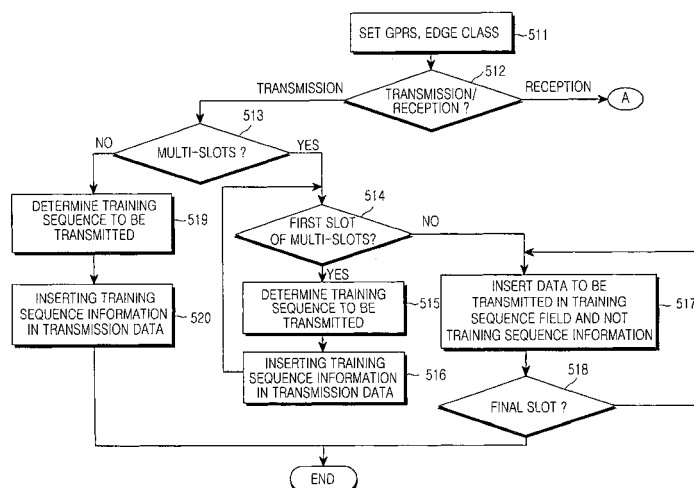 SET GPRS, EDGE CLASS
511
512
TRANSMISSION
TRANSMISSION/
RECEPTION ?
RECEPTION
A
513
NO
MULTI-SLOTS ?
YES
514
DETERMINE TRAINING
SEQUENCE TO BE
TRANSMITTED
519
FIRST SLOT
OF MULTI-SLOTS?
NO
YES
INSERTING TRAINING
SEQUENCE INFORMATION
IN TRANSMISSION DATA
520
DETERMINE TRAINING
SEQUENCE TO BE
TRANSMITTED
515
INSERT DATA TO BE
TRANSMITTED IN TRAINING
SEQUENCE FIELD AND NOT
TRAINING SEQUENCE INFORMATION
517
INSERTING TRAINING
SEQUENCE INFORMATION
IN TRANSMISSION DATA
516
518
FINAL SLOT ?
END